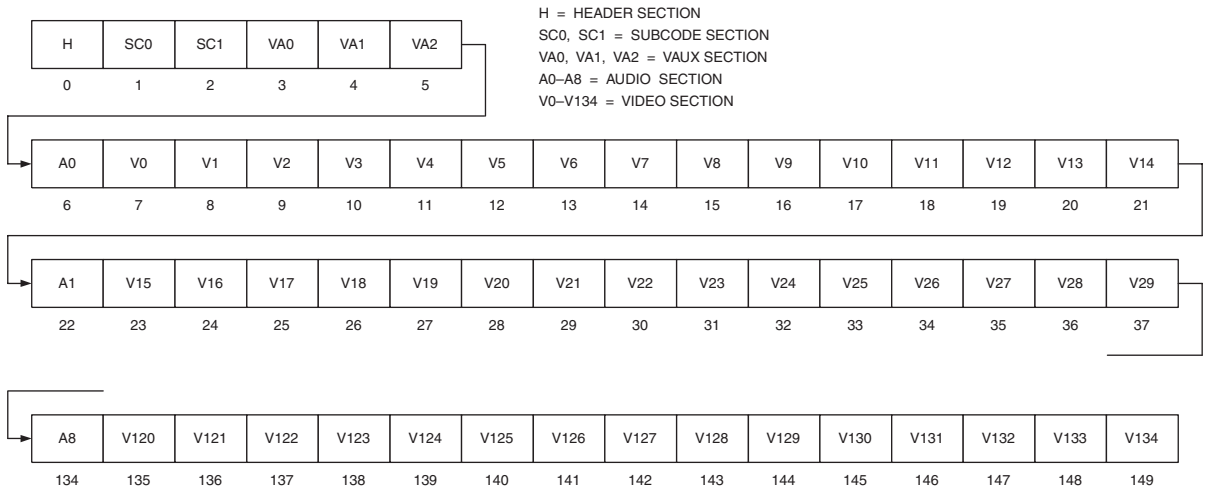 H = HEADER SECTION
SC0, SC1 = SUBCODE SECTION
VA0, VA1, VA2 = VAUX SECTION
A0–A8 = AUDIO SECTION
V0–V134 = VIDEO SECTION
H SC0 SC1 VA0 VA1 VA2
0 1 2 3 4 5
A0 V0 V1 V2 V3 V4 V5 V6 V7 V8 V9 V10 V11 V12 V13 V14
6 7 8 9 10 11 12 13 14 15 16 17 18 19 20 21
A1 V15 V16 V17 V18 V19 V20 V21 V22 V23 V24 V25 V26 V27 V28 V29
22 23 24 25 26 27 28 29 30 31 32 33 34 35 36 37
A8 V120 V121 V122 V123 V124 V125 V126 V127 V128 V129 V130 V131 V132 V133 V134
134 135 136 137 138 139 140 141 142 143 144 145 146 147 148 149